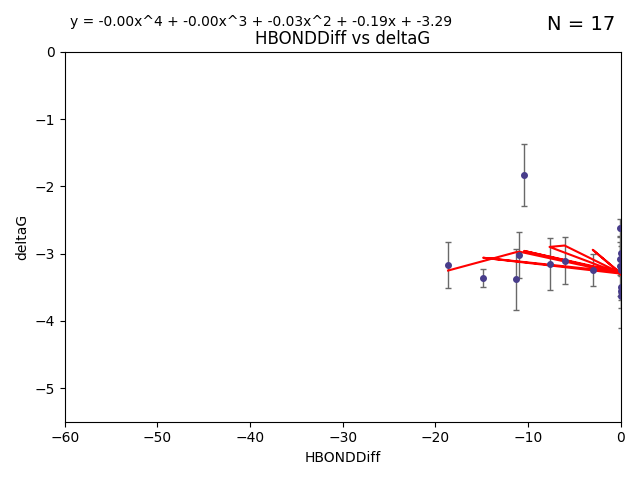 y = -0.00x^4 + -0.00x^3 + -0.03x^2 + -0.19x + -3.29
N = 17
HBONDDiff vs deltaG
0
−1
−2
−3
−4
−5
deltaG
−60 −50 −40 −30 −20 −10 0
HBONDDiff